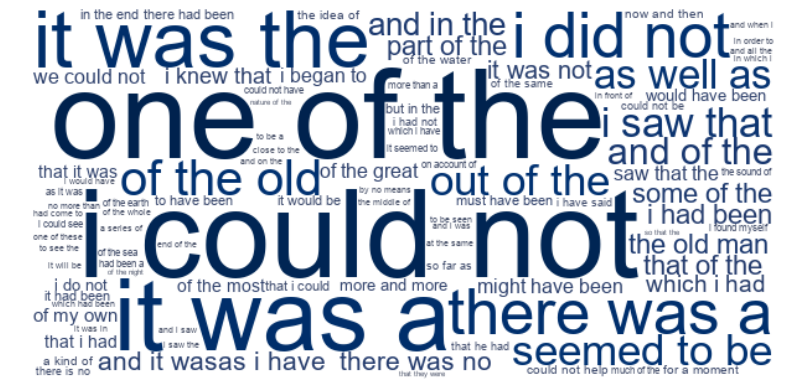 in the end there had been
the idea of
now and then
it was the
and in the
i did not
and when i
part of the
in order to
and all the
in which i
of the water
we could not
i knew that
i began to
it was not
as well as
could not have
more than a
of the same
nature of the
in front of
would have been
one of the
but in the
could not be
i had not
which i have
i saw that
to be a
it seemed to
close to the
and of the
and on the
on account of
that it was
of the old
of the great
out of the
saw that the
the sound of
i would have
as it was
by no means
some of the
no more than
of the earth
to have been
it would be
the middle of
must have been
i have said
had come to
of the whole
i could not
i had been
i could see
a series of
to be seen
and i was
i found myself
one of these
so that the
to see the
end of the
at the same
the old man
of the sea
it will be
had been a
so far as
that of the
of the night
i do not
of the most
that i could
more and more
might have been
which i had
it had been
which had been
it was a
there was a
of my own
it was in
and i saw
that i had
i saw the
that he had
seemed to be
a kind of
and it was
as i have
there was no
could not help
much of the
for a moment
there is no
that they were